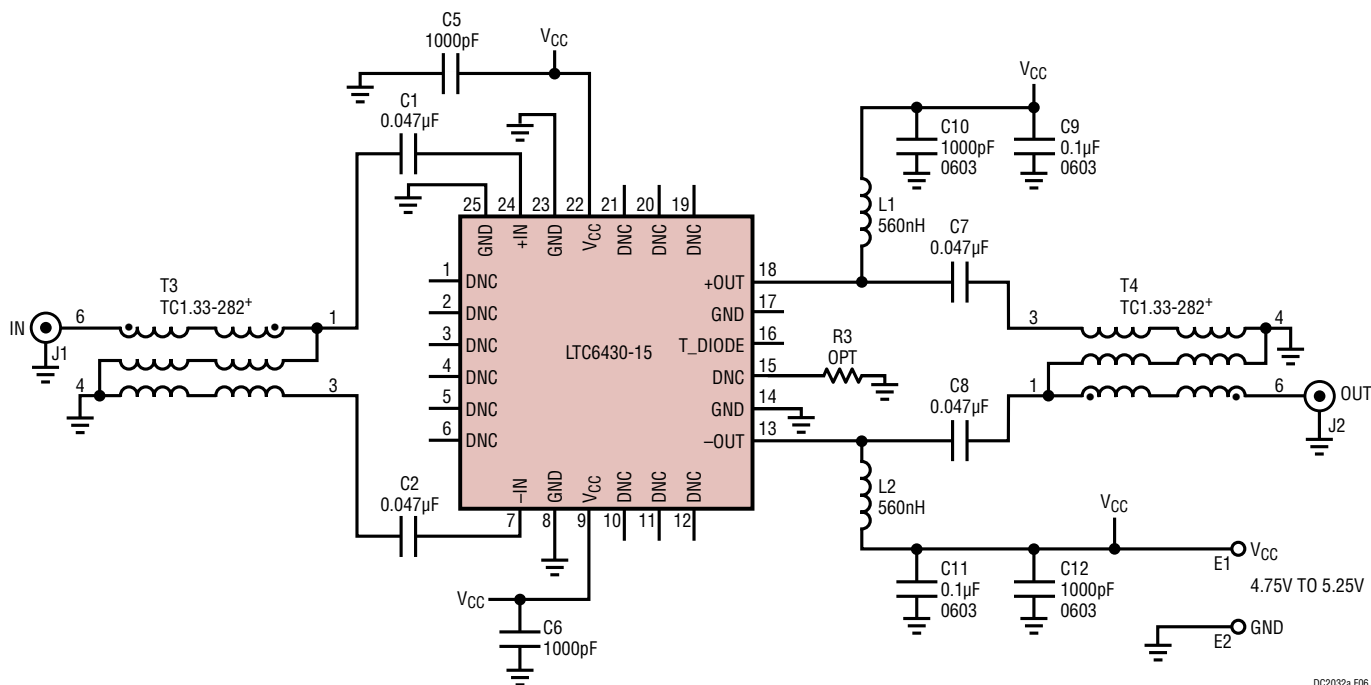 C5
1000pF
VCC
C1
0.047µF
VCC
C10
1000pF
0603
C9
0.1µF
0603
L1
560nH
25
24
23
22
21
20
19
GND
+IN
GND
VCC
DNC
DNC
DNC
C7
0.047µF
1
DNC
2
DNC
3
DNC
4
DNC
5
DNC
6
DNC
LTC6430-15
+OUT
18
GND
17
T_DIODE
16
DNC
15
GND
14
–OUT
13
R3
OPT
T3
TC1.33-282+
IN
J1
6
1
4
3
T4
TC1.33-282+
3
4
1
6
OUT
J2
C8
0.047µF
C2
0.047µF
–IN
GND
VCC
DNC
DNC
DNC
7
8
9
10
11
12
L2
560nH
VCC
C6
1000pF
C11
0.1µF
0603
C12
1000pF
0603
VCC
E1
VCC
4.75V TO 5.25V
E2
GND
DC2032a F06